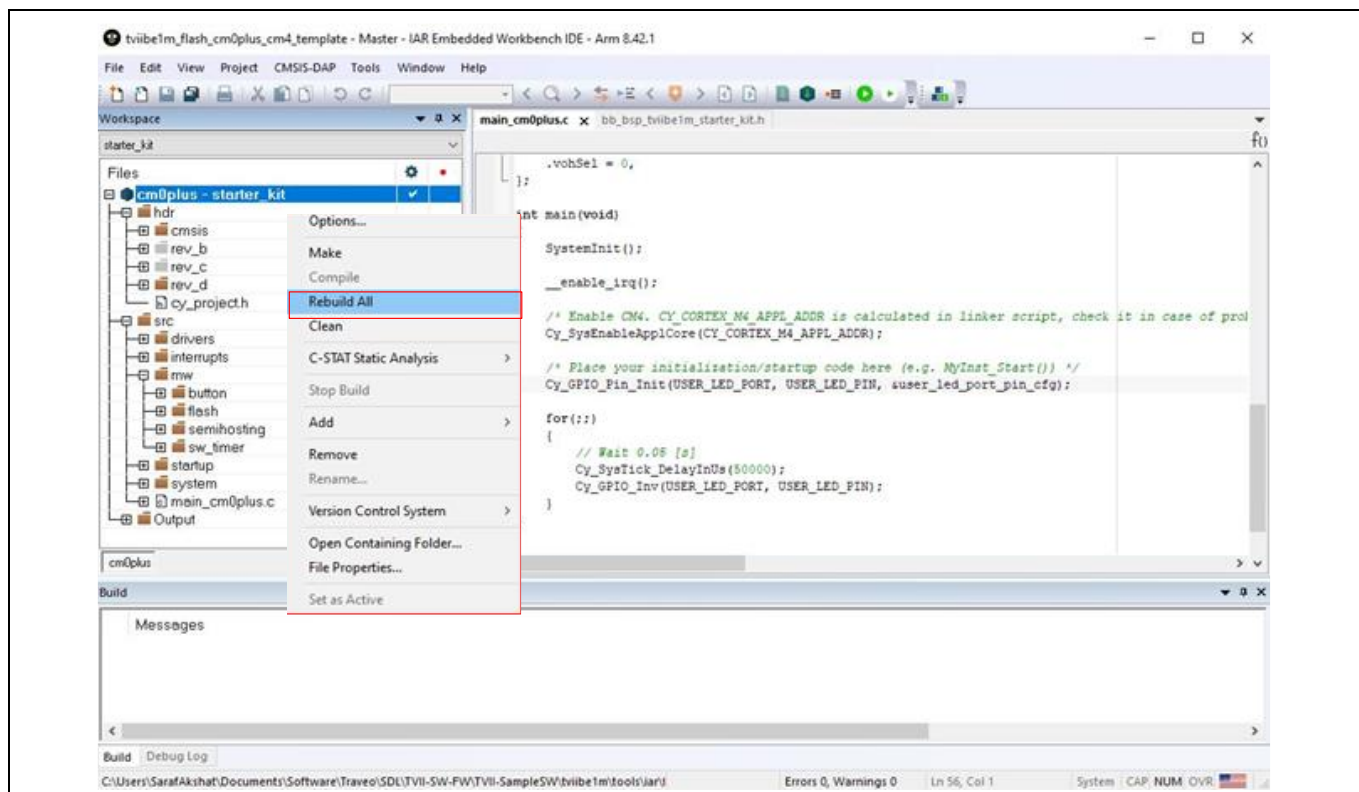 tviibe1m_flash_cm0plus_cm4_template - Master - IAR Embedded Workbench IDE - Arm 8.42.1
File Edit View Project CMSIS-DAP Tools Window Help
Workspace
starter_kit
Files
cm0plus - starter_kit
hdr
cmsis
rev_b
rev_c
rev_d
cy_project.h
src
drivers
interrupts
mw
button
flash
semihosting
sw_timer
startup
system
main_cm0plus.c
Output
cm0plus
Options...
Make
Compile
Rebuild All
Clean
C-STAT Static Analysis
Stop Build
Add
Remove
Rename...
Version Control System
Open Containing Folder...
File Properties...
Set as Active
main_cm0plus.c x bb_bsp_tviibe1m_starter_kit.h
f()
.vohSel = 0,
};
int main(void)
SystemInit();
__enable_irq();
/* Enable CM4. CY_CORTEX_M4_APPL_ADDR is calculated in linker script, check it in case of prob
Cy_SysEnableApplCore(CY_CORTEX_M4_APPL_ADDR);
/* Place your initialization/startup code here (e.g. MyInst_Start()) */
Cy_GPIO_Pin_Init(USER_LED_PORT, USER_LED_PIN, &user_led_port_pin_cfg);
for(;;)
{
// Wait 0.05 [s]
Cy_SysTick_DelayInUs(50000);
Cy_GPIO_Inv(USER_LED_PORT, USER_LED_PIN);
}
Build
Messages
Build Debug Log
C:\Users\SarafAkshat\Documents\Software\Traveo\SDL\TVII-SW-FW\TVII-SampleSW\tviibe1m\tools\iar\ Errors 0, Warnings 0 Ln 56, Col 1 System CAP NUM OVR